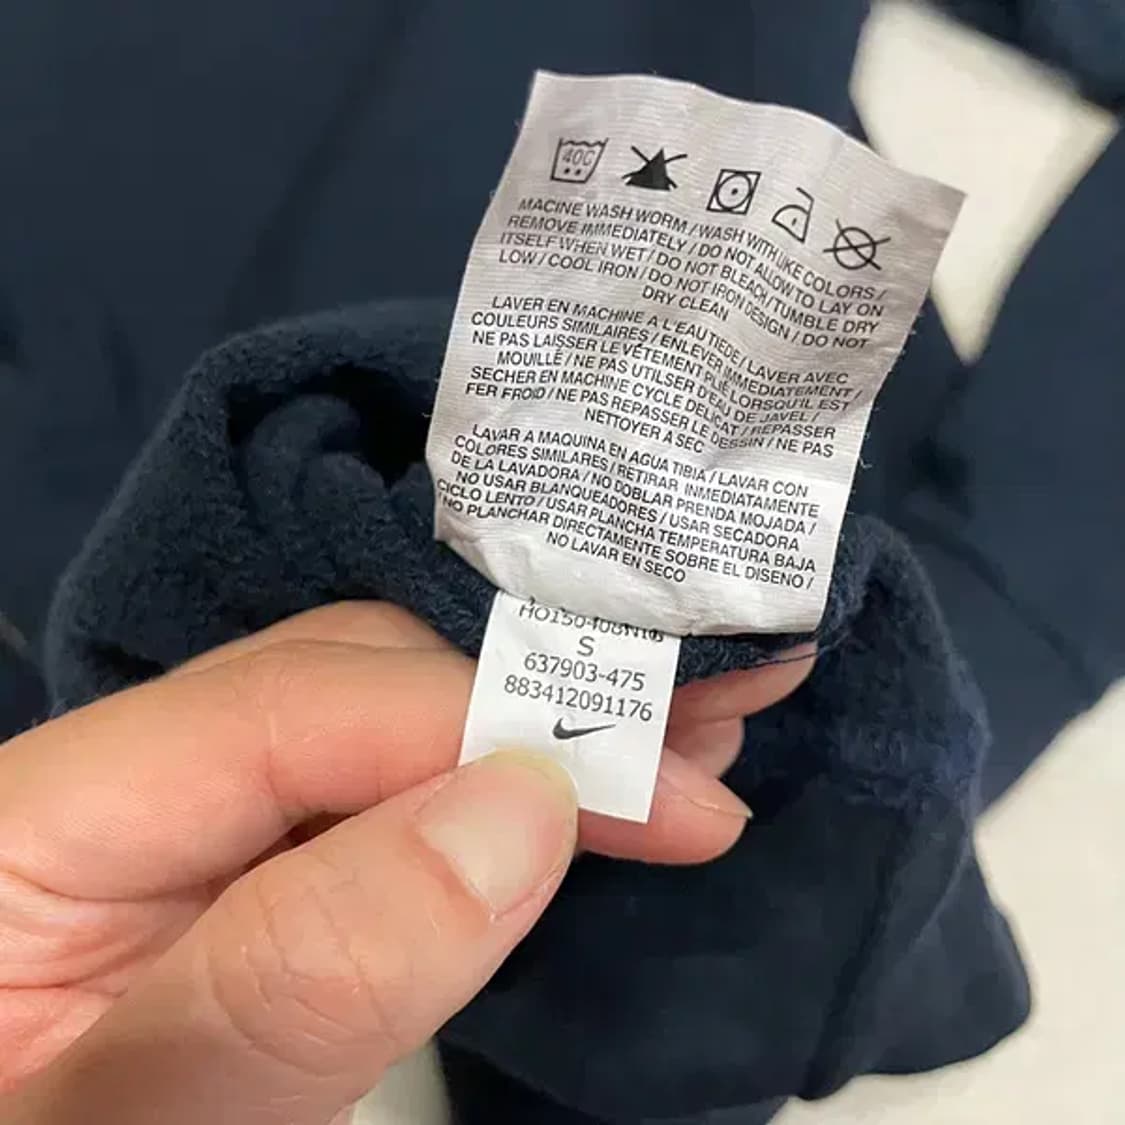 40C
MACINE WASH WORM / WASH WITH LIKE COLORS /
REMOVE IMMEDIATELY / DO NOT ALLOW TO LAY ON
ITSELF WHEN WET / DO NOT BLEACH / TUMBLE DRY
LOW / COOL IRON / DO NOT IRON DESIGN / DO NOT
DRY CLEAN
LAVER EN MACHINE A L'EAU TIEDE / LAVER AVEC
COULEURS SIMILAIRES / ENLEVER IMMEDIATEMENT /
NE PAS LAISSER LE VÉTEMENT PLIÉ LORSQU'IL EST
MOUILLÉ / NE PAS UTILSER D'EAU DE JAVEL /
SECHER EN MACHINE CYCLE DELICAT / REPASSER
FER FROID / NE PAS REPASSER LE DESSIN / NE PAS
NETTOYER A SEC
LAVAR A MAQUINA EN AGUA TIBIA / LAVAR CON
COLORES SIMILARES / RETIRAR INMEDIATAMENTE
DE LA LAVADORA / NO DOBLAR PRENDA MOJADA /
NO USAR BLANQUEADORES / USAR SECADORA
CICLO LENTO / USAR PLANCHA TEMPERATURA BAJA
/ NO PLANCHAR DIRECTAMENTE SOBRE EL DISENO /
NO LAVAR EN SECO
S
637903-475
883412091176